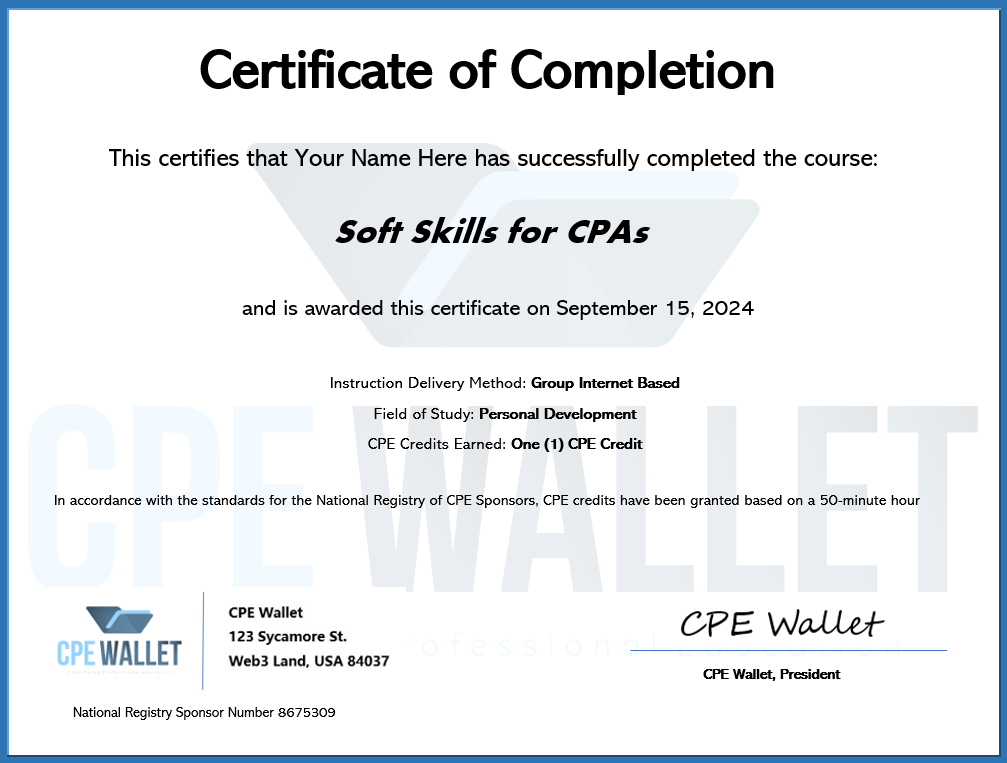 Certificate of Completion
This certifies that Your Name Here has successfully completed the course:
Soft Skills for CPAs
and is awarded this certificate on September 15, 2024
Instruction Delivery Method: Group Internet Based
Field of Study: Personal Development
CPE Credits Earned: One (1) CPE Credit
CPE WALLET
In accordance with the standards for the National Registry of CPE Sponsors, CPE credits have been granted based on a 50-minute hour
CPE WALLET
CPE Wallet
123 Sycamore St.
Web3 Land, USA 84037
CPE Wallet
rofessional Education
CPE Wallet, President
National Registry Sponsor Number 8675309